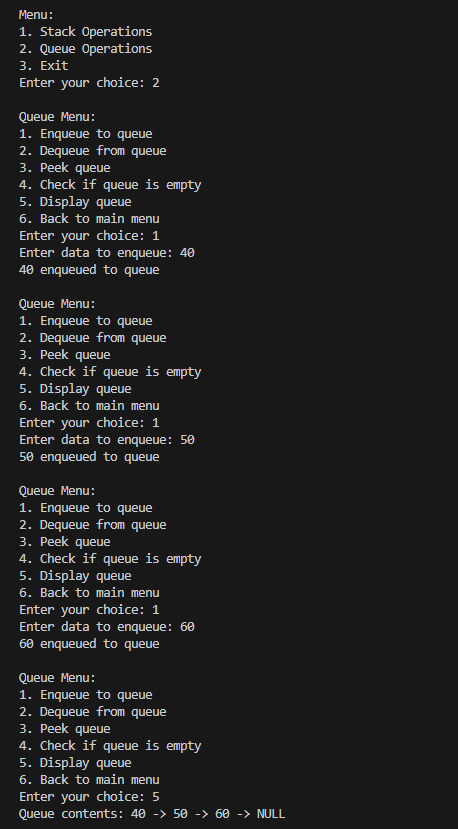 Menu:
1. Stack Operations
2. Queue Operations
3. Exit
Enter your choice: 2

Queue Menu:
1. Enqueue to queue
2. Dequeue from queue
3. Peek queue
4. Check if queue is empty
5. Display queue
6. Back to main menu
Enter your choice: 1
Enter data to enqueue: 40
40 enqueued to queue

Queue Menu:
1. Enqueue to queue
2. Dequeue from queue
3. Peek queue
4. Check if queue is empty
5. Display queue
6. Back to main menu
Enter your choice: 1
Enter data to enqueue: 50
50 enqueued to queue

Queue Menu:
1. Enqueue to queue
2. Dequeue from queue
3. Peek queue
4. Check if queue is empty
5. Display queue
6. Back to main menu
Enter your choice: 1
Enter data to enqueue: 60
60 enqueued to queue

Queue Menu:
1. Enqueue to queue
2. Dequeue from queue
3. Peek queue
4. Check if queue is empty
5. Display queue
6. Back to main menu
Enter your choice: 5
Queue contents: 40 -> 50 -> 60 -> NULL